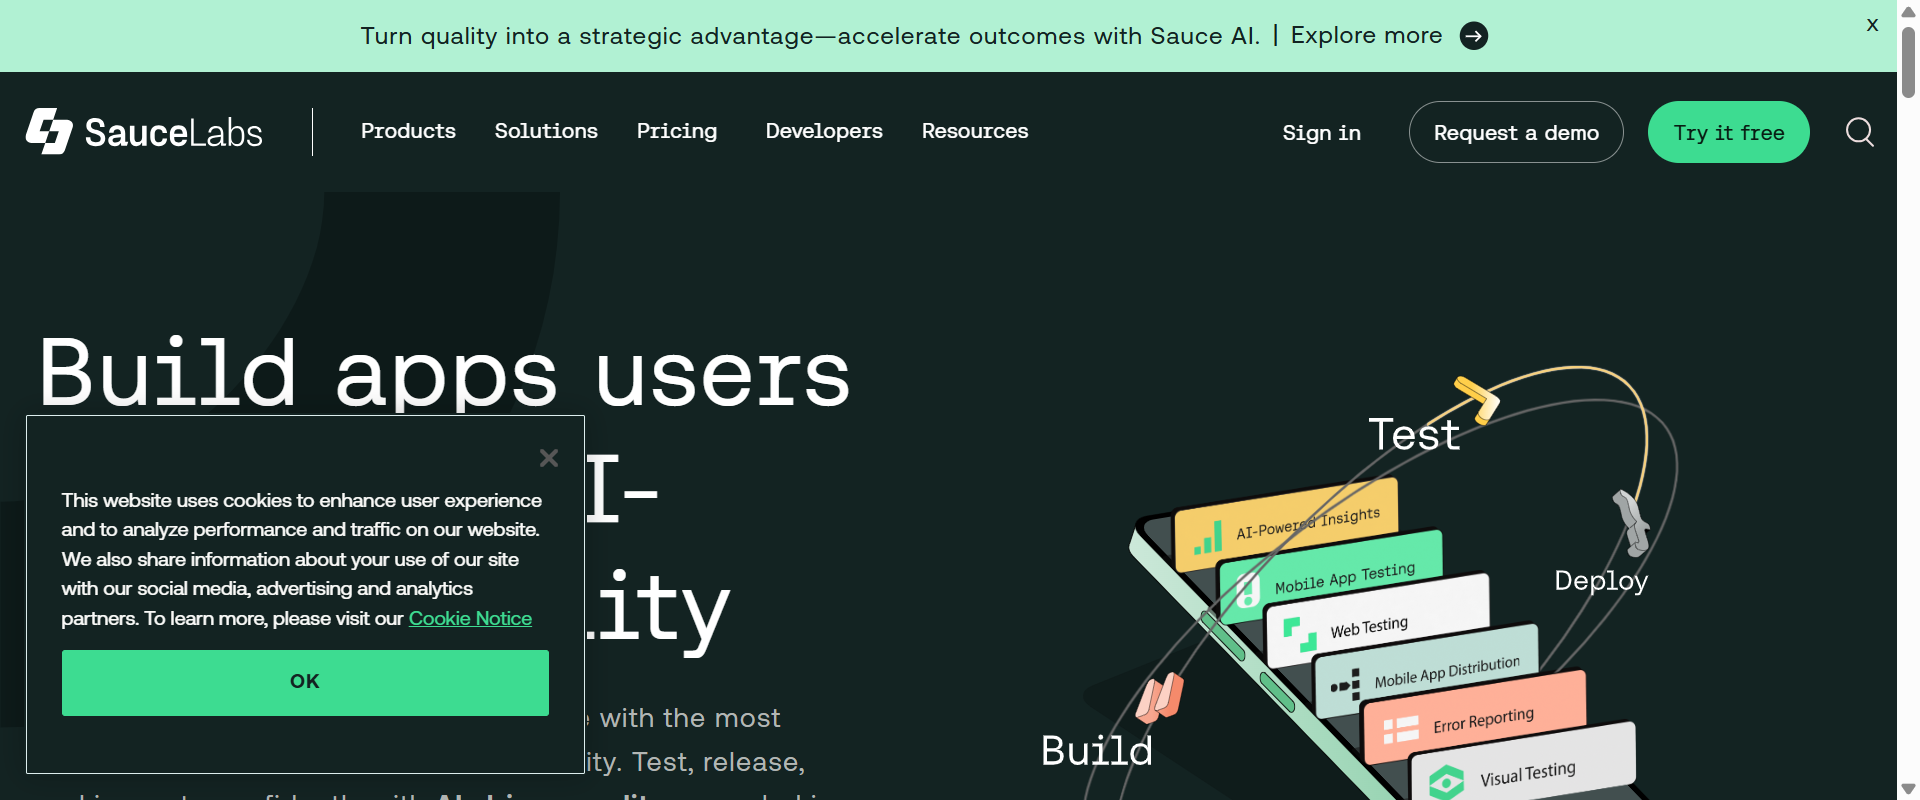 Turn quality into a strategic advantage—accelerate outcomes with Sauce AI. | Explore more
x
SauceLabs
Products Solutions Pricing Developers Resources Sign in Request a demo Try it free
Build apps users
I-
ity
with the most
ity. Test, release,
This website uses cookies to enhance user experience
and to analyze performance and traffic on our website.
We also share information about your use of our site
with our social media, advertising and analytics
partners. To learn more, please visit our Cookie Notice
OK
Test
AI-Powered Insights
Mobile App Testing
Deploy
Web Testing
Mobile App Distribution
Error Reporting
Build
Visual Testing